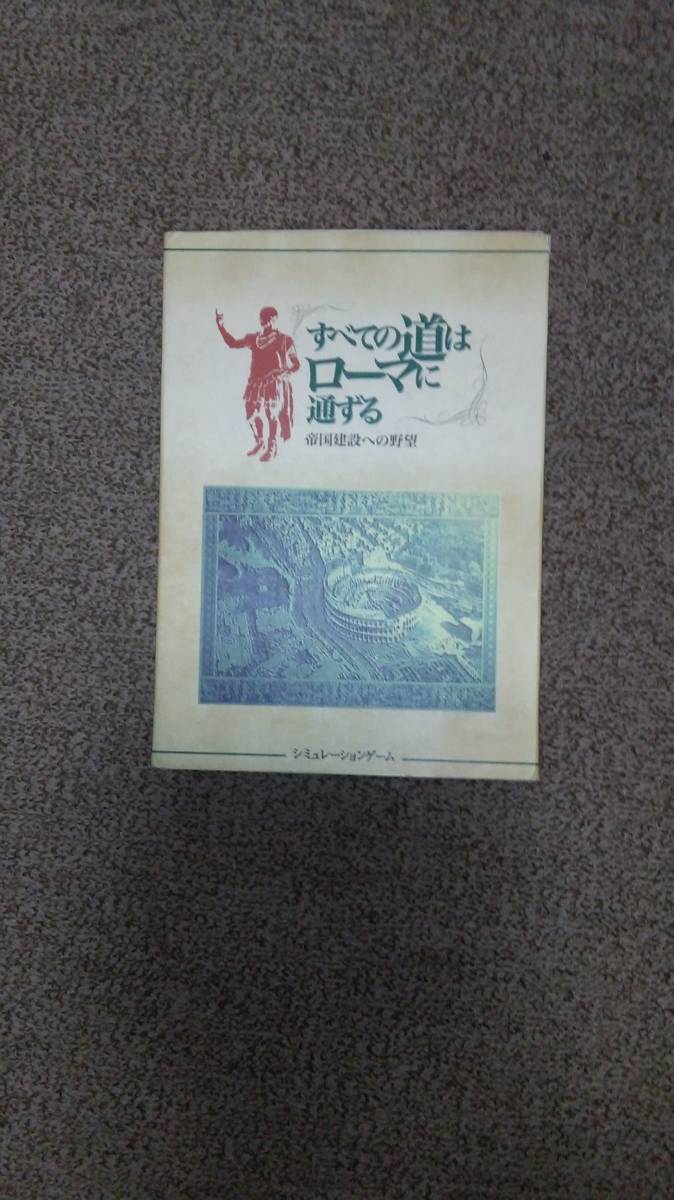 すべての道は
ローマに
通ずる
帝国建設への野望
シミュレーションゲーム